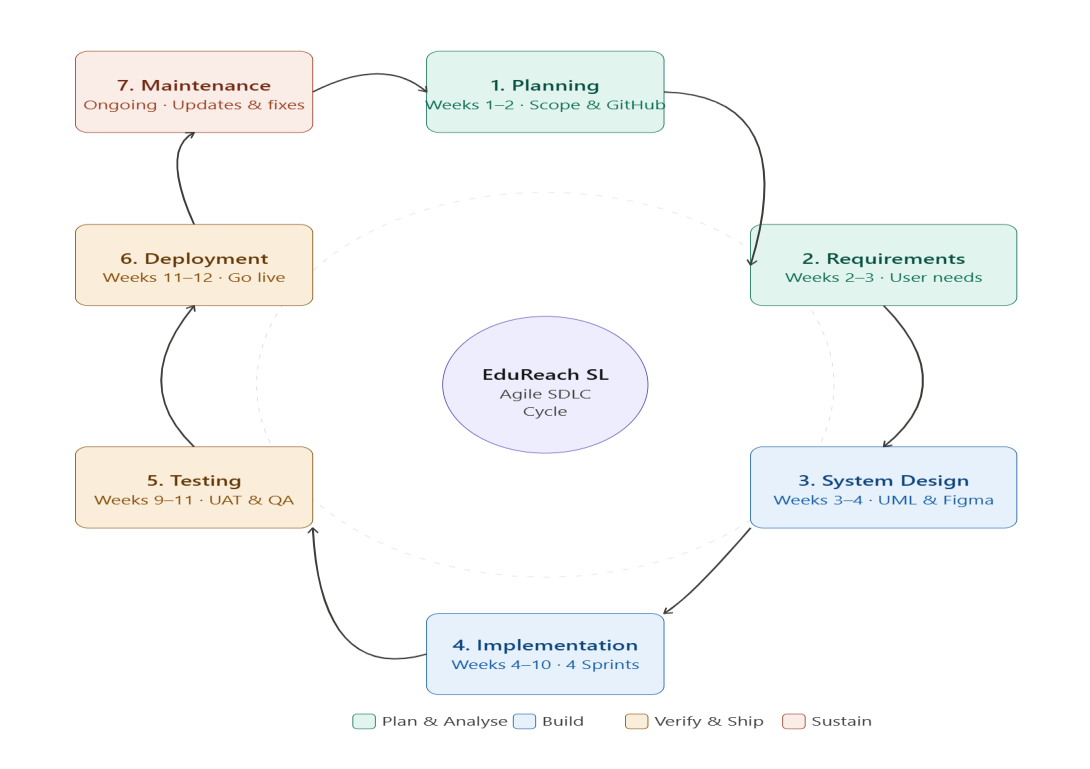 7. Maintenance
Ongoing · Updates & fixes
1. Planning
Weeks 1–2 · Scope & GitHub
6. Deployment
Weeks 11–12 · Go live
2. Requirements
Weeks 2–3 · User needs
EduReach SL
Agile SDLC
Cycle
5. Testing
Weeks 9–11 · UAT & QA
3. System Design
Weeks 3–4 · UML & Figma
4. Implementation
Weeks 4–10 · 4 Sprints
Plan & Analyse
Build
Verify & Ship
Sustain